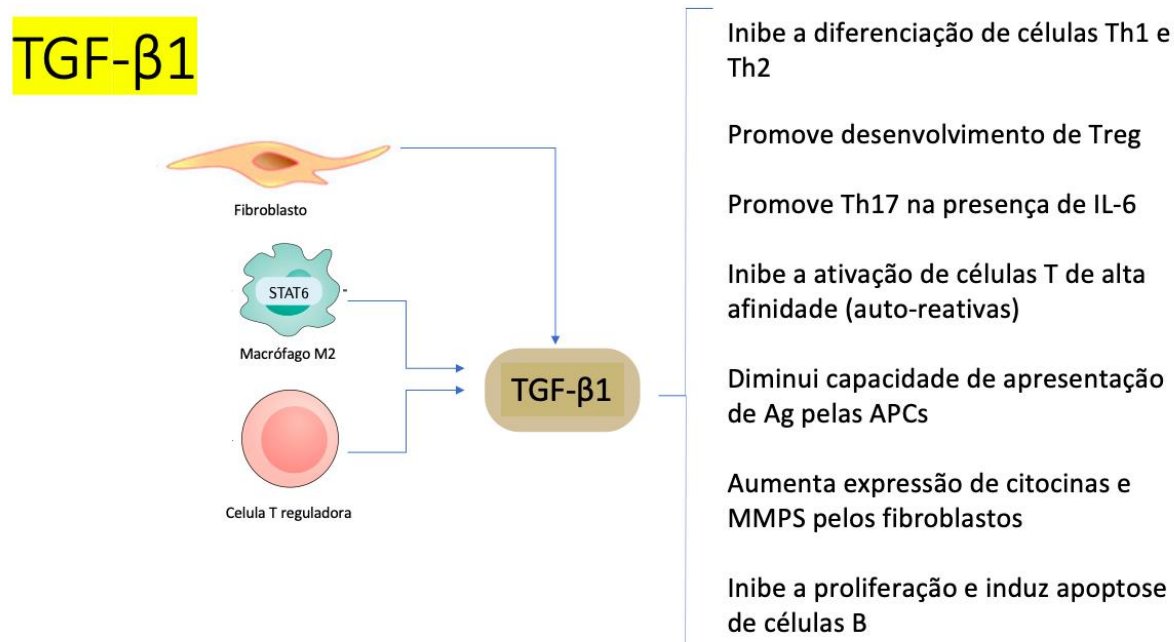 TGF-β1
Fibroblasto
STAT6
Macrófago M2
Celula T reguladora
TGF-β1
Inibe a diferenciação de células Th1 e
Th2
Promove desenvolvimento de Treg
Promove Th17 na presença de IL-6
Inibe a ativação de células T de alta
afinidade (auto-reativas)
Diminui capacidade de apresentação
de Ag pelas APCs
Aumenta expressão de citocinas e
MMPS pelos fibroblastos
Inibe a proliferação e induz apoptose
de células B